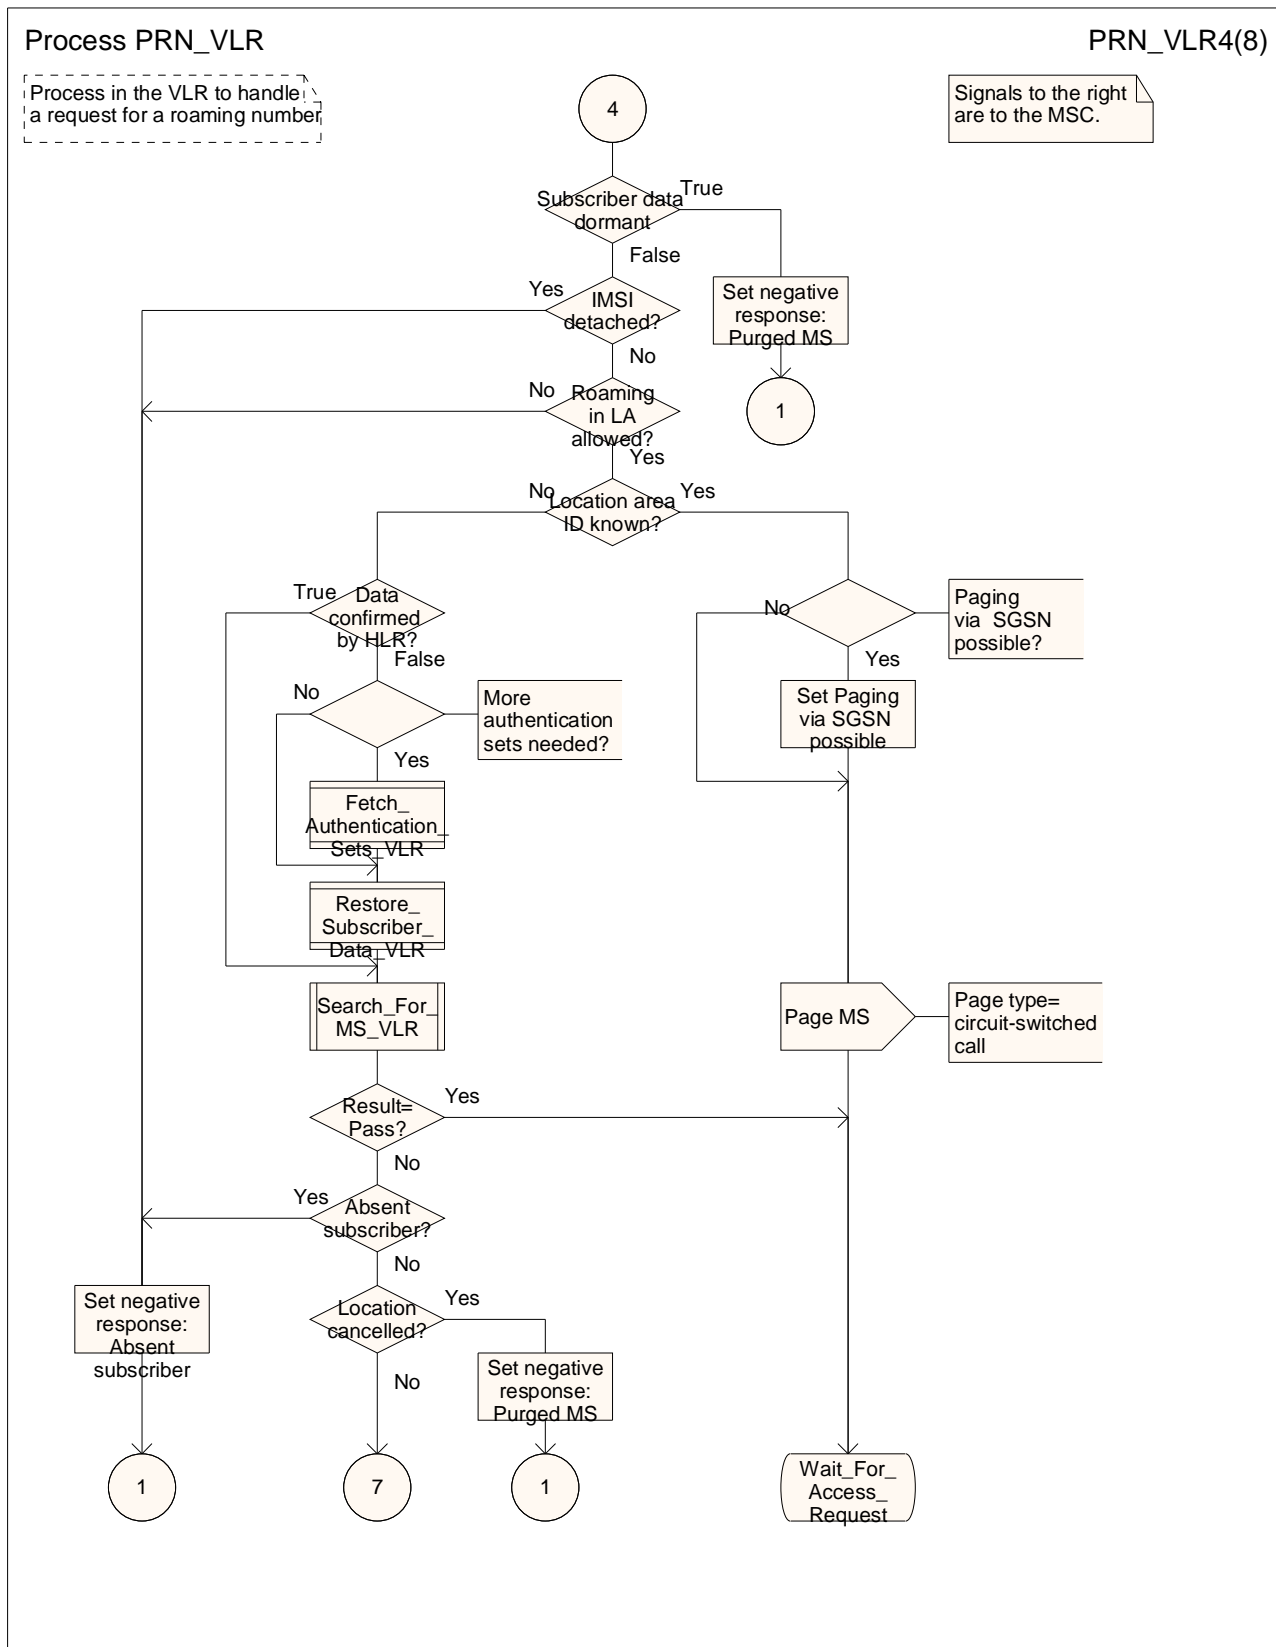 Process PRN_VLR
PRN_VLR4(8)
Process in the VLR to handle
a request for a roaming number
4
Signals to the right
are to the MSC.
Subscriber data
dormant
True
False
Yes
IMSI
detached?
Set negative
response:
Purged MS
No
No
Roaming
in LA
allowed?
1
Yes
No
Location area
ID known?
Yes
True
Data
confirmed
by HLR?
No
Paging
via SGSN
possible?
False
Yes
No
More
authentication
sets needed?
Set Paging
via SGSN
possible
Yes
Fetch_
Authentication_
Sets_VLR
Restore_
Subscriber_
Data_VLR
Search_For_
MS_VLR
Page MS
Page type=
circuit-switched
call
Result=
Pass?
Yes
No
Yes
Absent
subscriber?
No
Set negative
response:
Absent
subscriber
Location
cancelled?
Yes
No
Set negative
response:
Purged MS
1
7
1
Wait_For_
Access_
Request